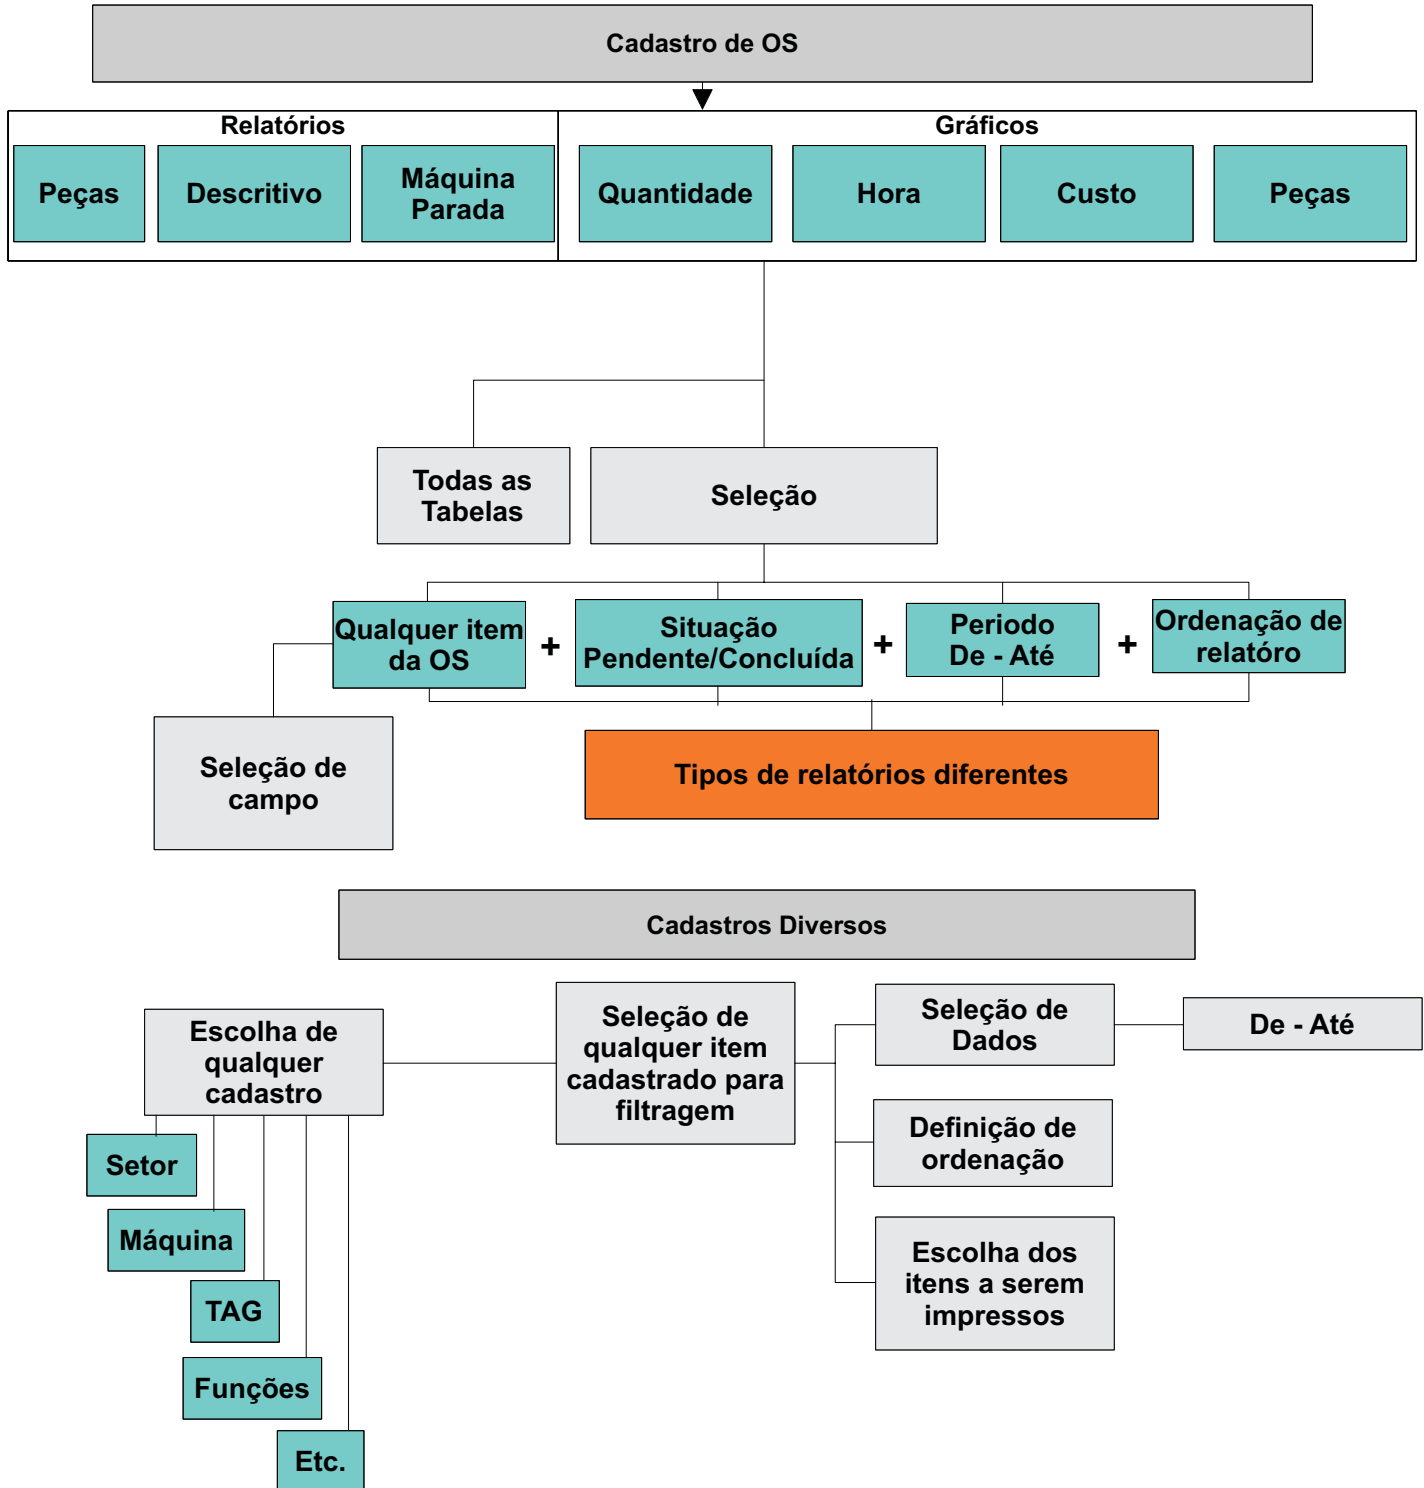 Cadastro de OS
Relatórios
Gráficos
Peças
Descritivo
Máquina
Parada
Quantidade
Hora
Custo
Peças
Todas as
Tabelas
Seleção
Qualquer item
da OS
+
Situação
Pendente/Concluída
+
Periodo
De - Até
+
Ordenação de
relatóro
Seleção de
campo
Tipos de relatórios diferentes
Cadastros Diversos
Escolha de
qualquer
cadastro
Seleção de
qualquer item
cadastrado para
filtragem
Seleção de
Dados
De - Até
Definição de
ordenação
Escolha dos
itens a serem
impressos
Setor
Máquina
TAG
Funções
Etc.